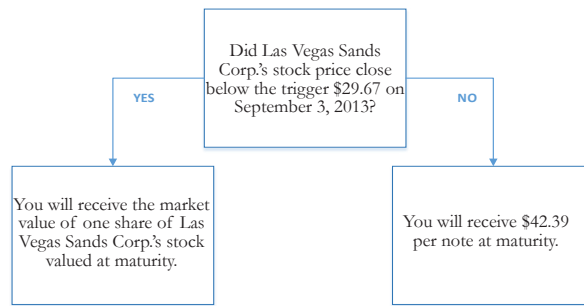 Did Las Vegas Sands
Corp.'s stock price close
below the trigger $29.67 on
September 3, 2013?
YES
NO
You will receive the market
value of one share of Las
Vegas Sands Corp.'s stock
valued at maturity.
You will receive $42.39
per note at maturity.